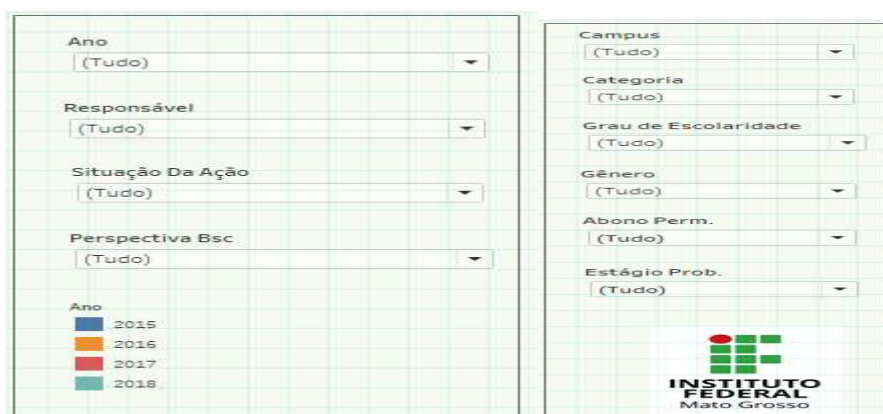 Ano
(Tudo)
Responsável
(Tudo)
Situação Da Ação
(Tudo)
Perspectiva Bsc
(Tudo)
Ano
2015
2016
2017
2018
Campus
(Tudo)
Categoria
(Tudo)
Grau de Escolaridade
(Tudo)
Gênero
(Tudo)
Abono Perm.
(Tudo)
Estágio Prob.
(Tudo)
INSTITUTO
FEDERAL
Mato Grosso